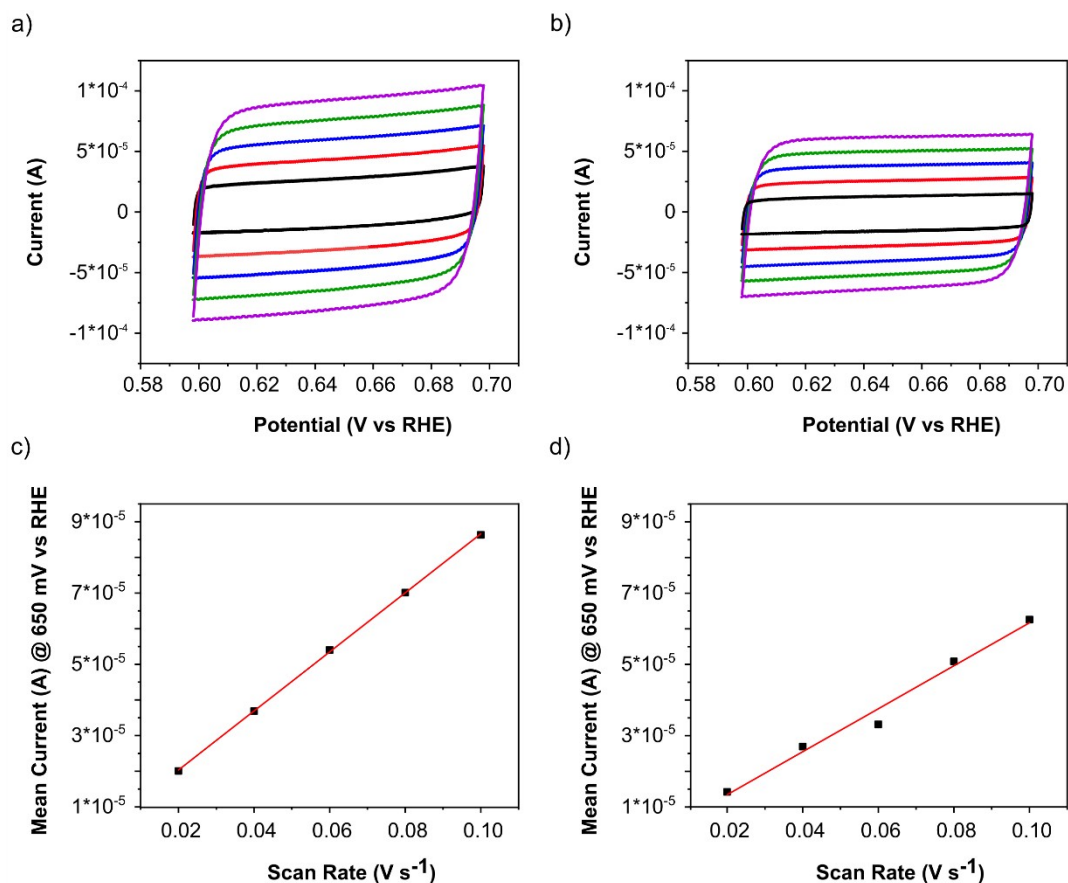 a)
1*10-4
5*10-5
0
-5*10-5
-1*10-4
Current (A)
0.58 0.60 0.62 0.64 0.66 0.68 0.70
Potential (V vs RHE)
b)
1*10-4
5*10-5
0
-5*10-5
-1*10-4
Current (A)
0.58 0.60 0.62 0.64 0.66 0.68 0.70
Potential (V vs RHE)
c)
Mean Current (A) @ 650 mV vs RHE
9*10-5
7*10-5
5*10-5
3*10-5
1*10-5
0.02 0.04 0.06 0.08 0.10
Scan Rate (V s-1)
d)
Mean Current (A) @ 650 mV vs RHE
9*10-5
7*10-5
5*10-5
3*10-5
1*10-5
0.02 0.04 0.06 0.08 0.10
Scan Rate (V s-1)